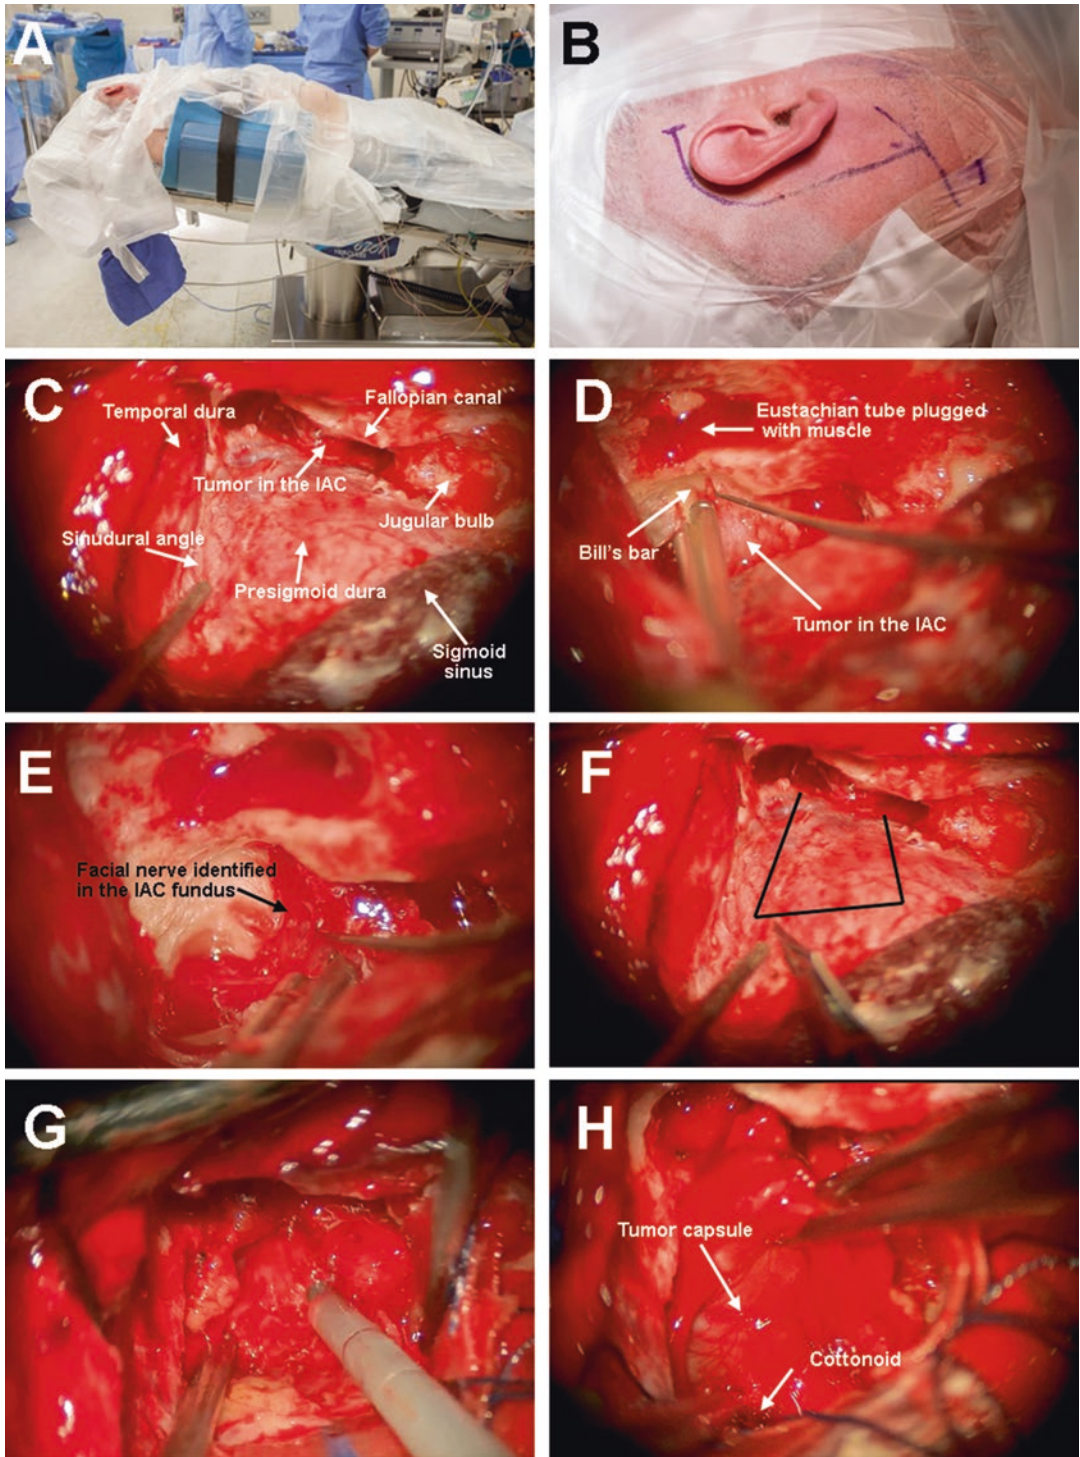 A
B
C
Temporal dura
Fallopian canal
Tumor in the IAC
Jugular bulb
Sinudural angle
Presigmoid dura
Sigmoid
sinus
D
Eustachian tube plugged
with muscle
Bill's bar
Tumor in the IAC
E
Facial nerve identified
in the IAC fundus
F
G
H
Tumor capsule
Cottonoid